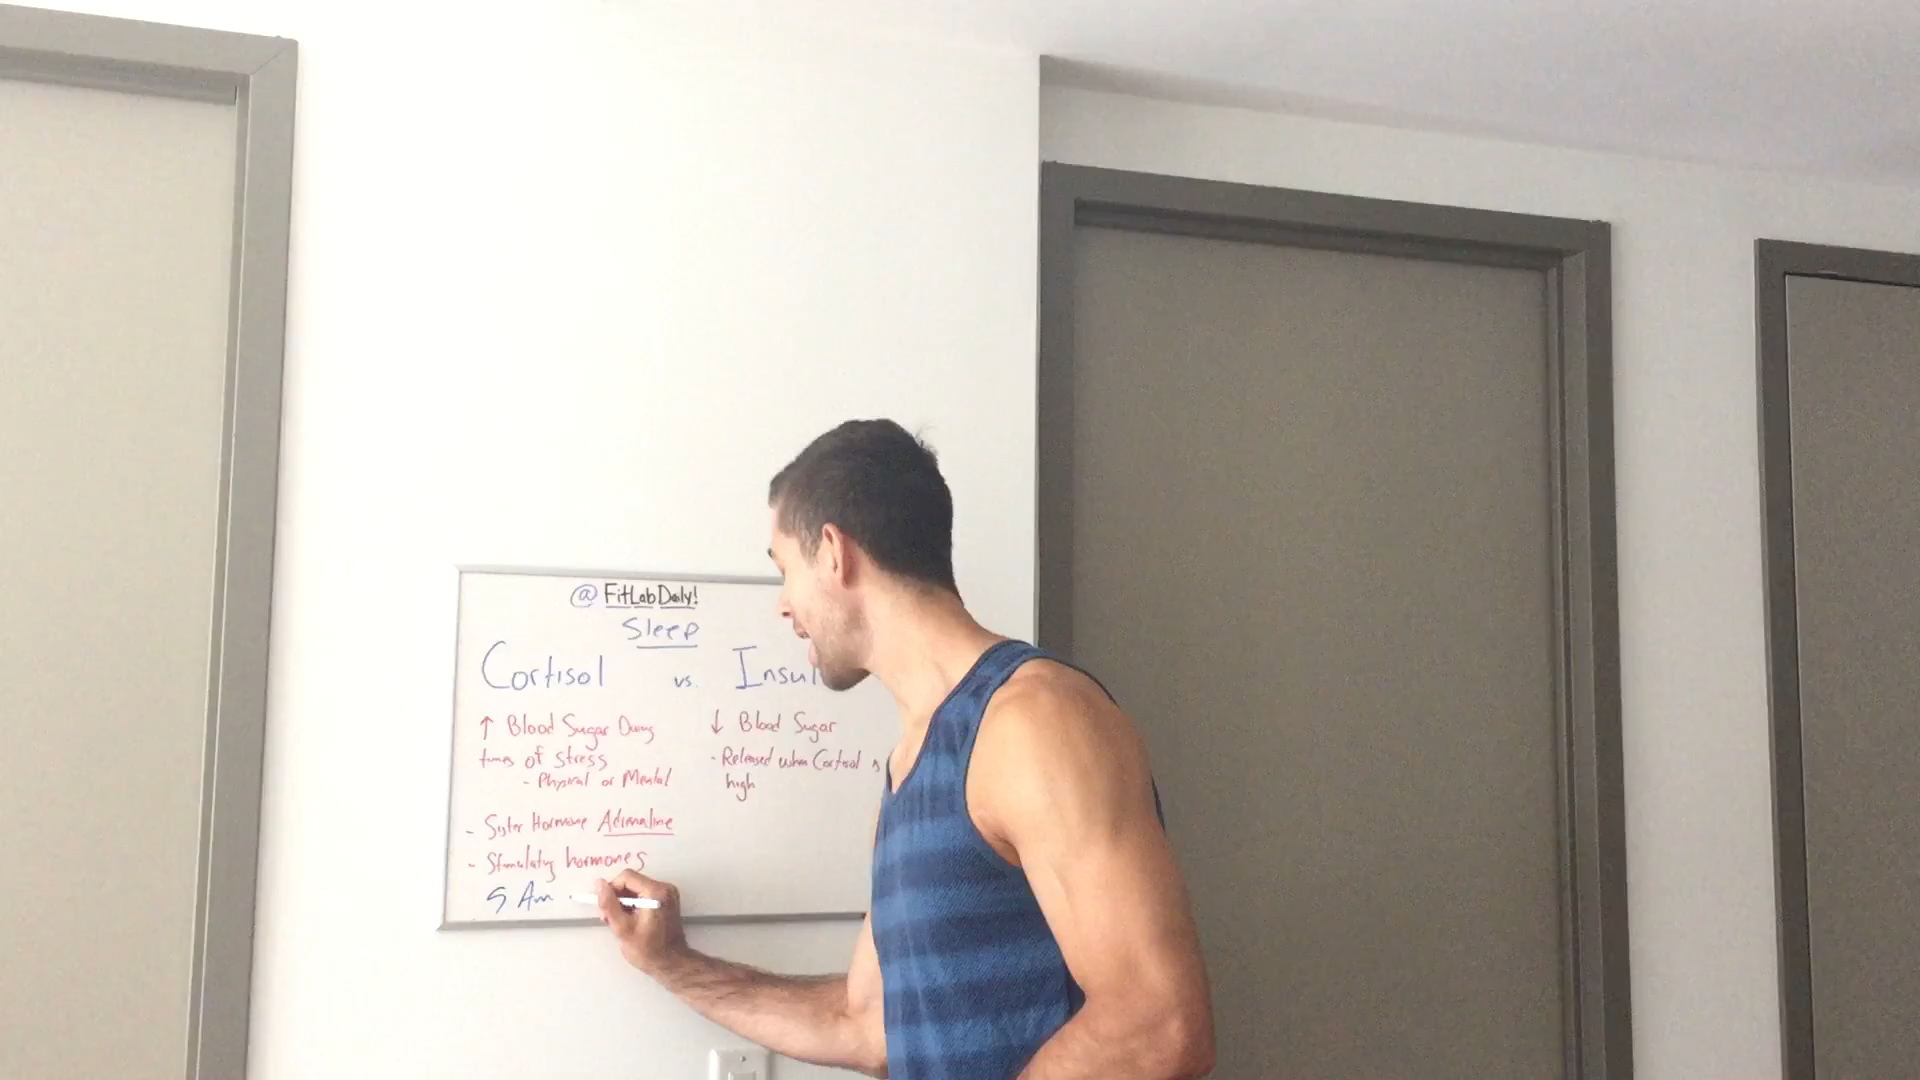 @ FitLabDaily!
Sleep
Cortisol vs. Insul
↑ Blood Sugar During
times of stress
- Physical or Mental
- Sister Hormone Adrenaline
- Stimulating hormones
5 Am -
↓ Blood Sugar
- Released when Cortisol is
high